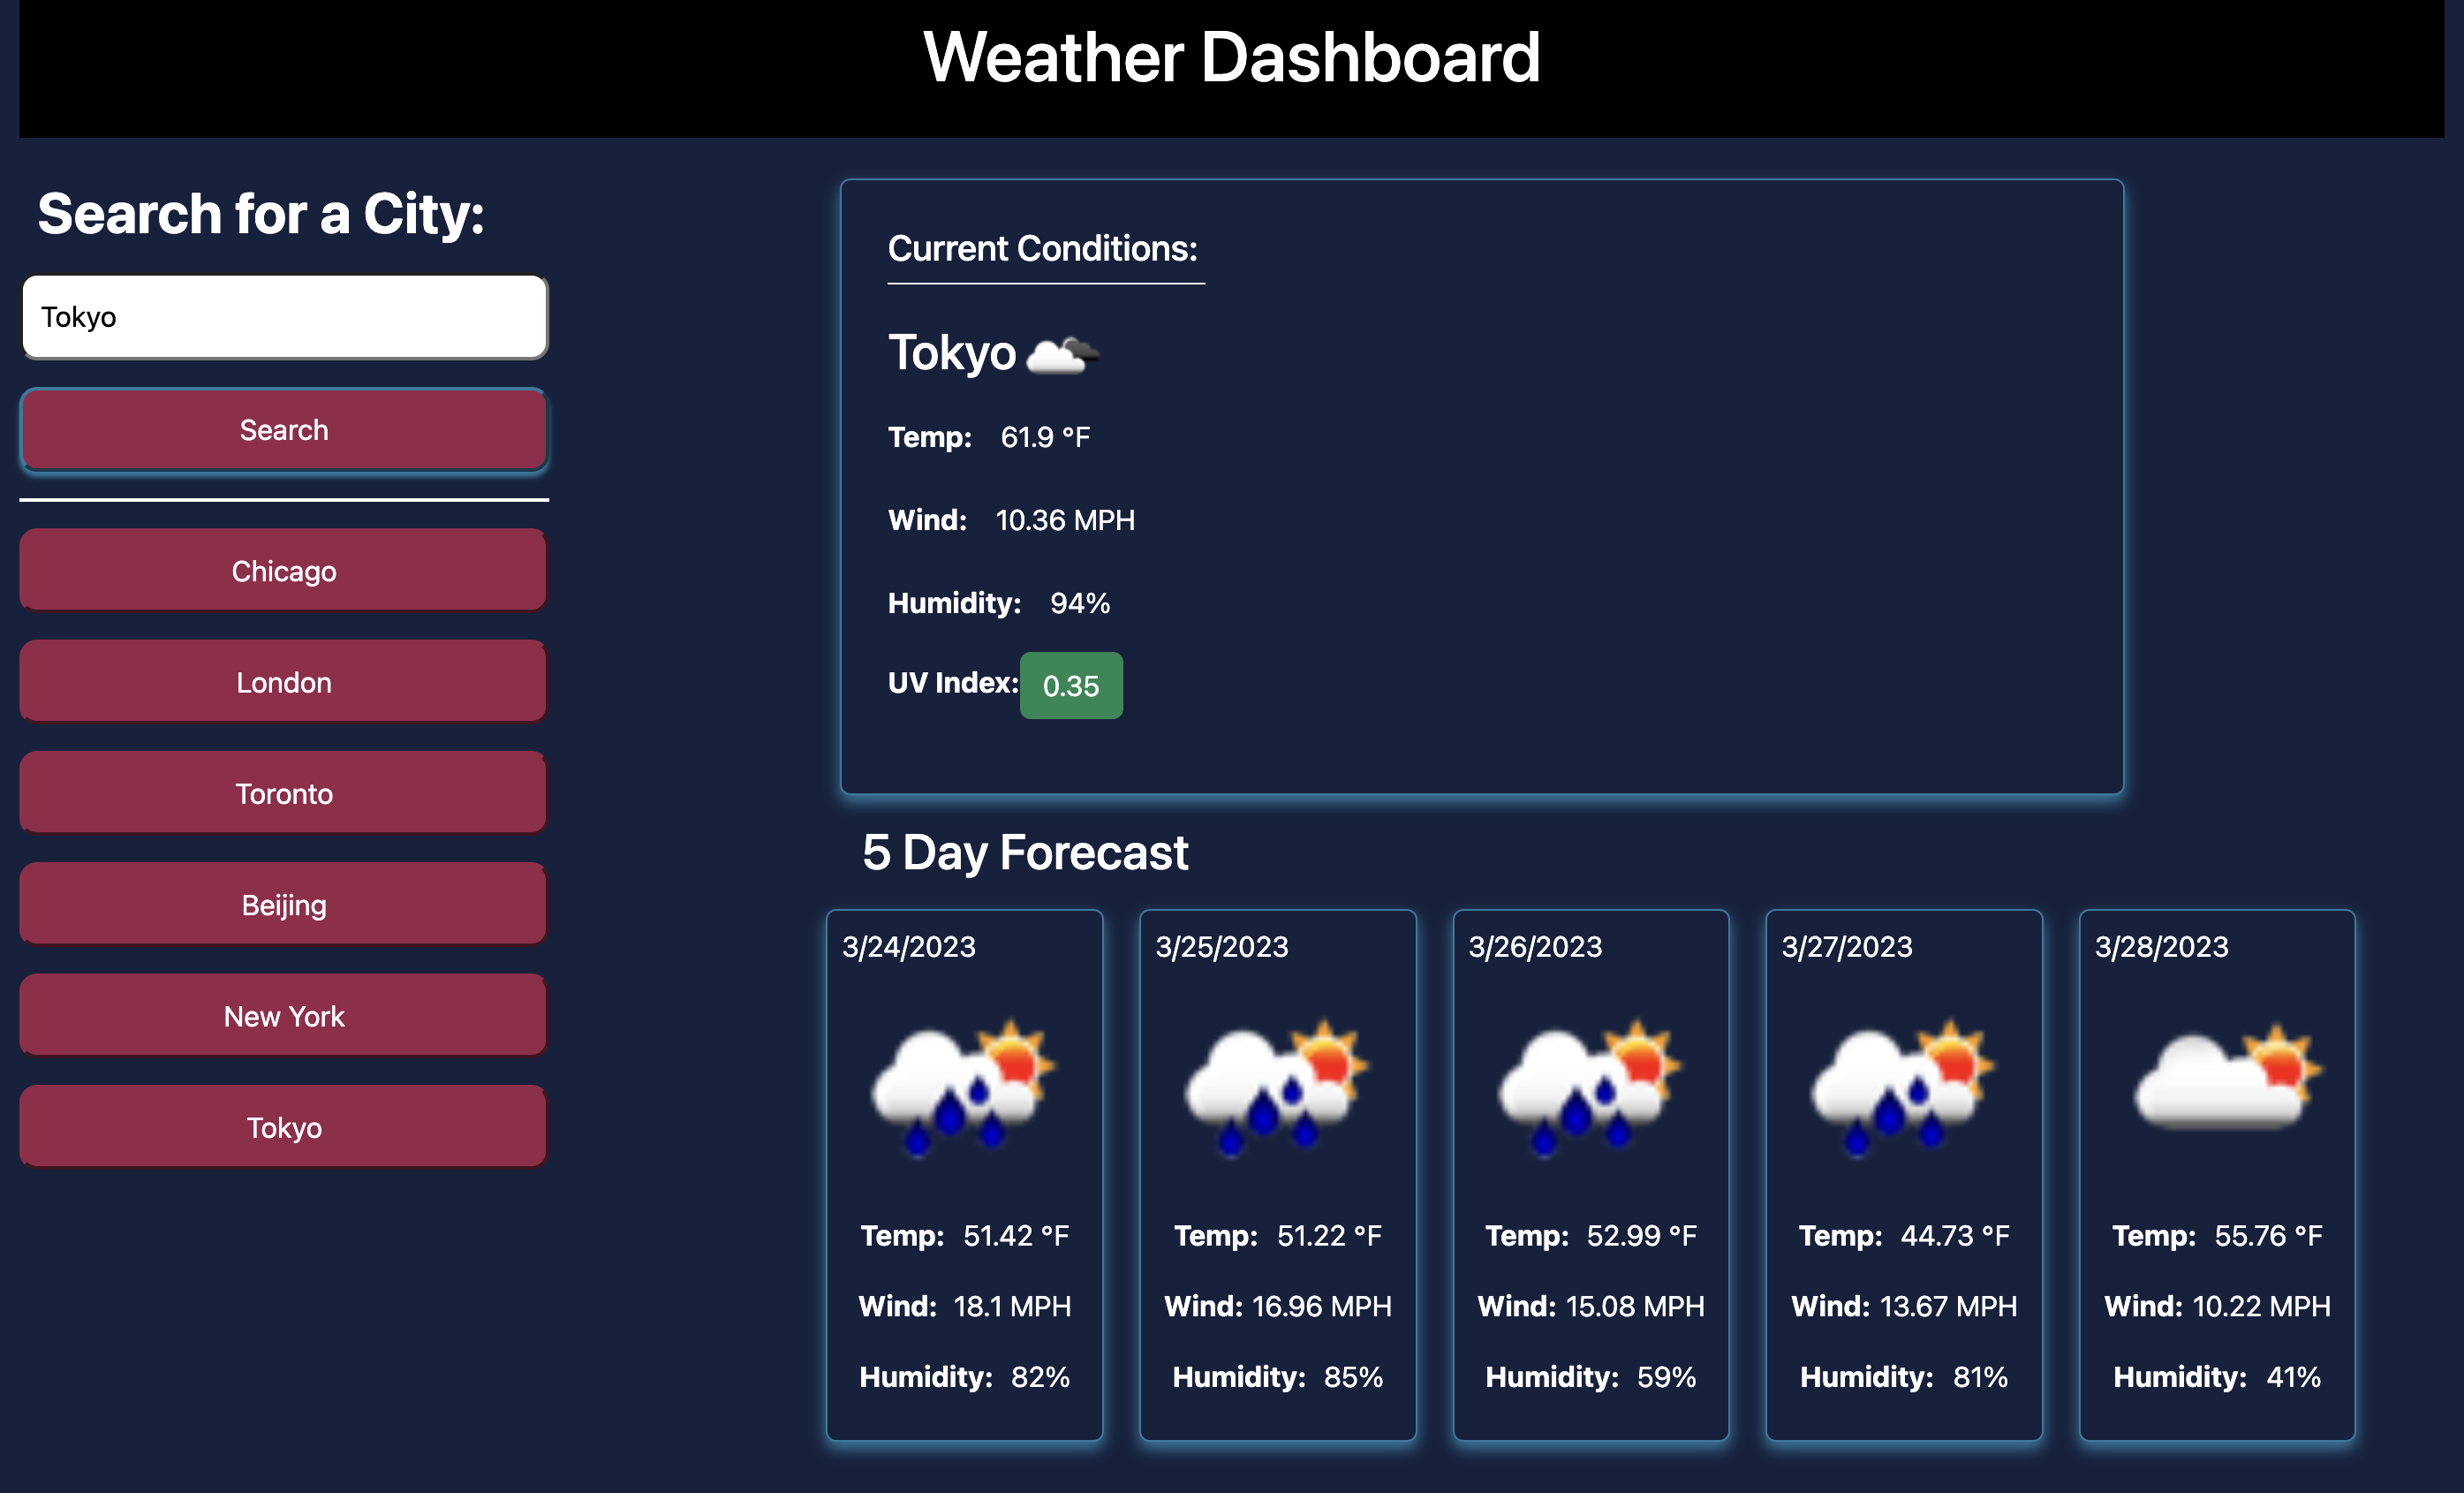 Weather Dashboard
Search for a City:
Tokyo
Search
Chicago
London
Toronto
Beijing
New York
Tokyo
Current Conditions:
Tokyo
Temp: 61.9 °F
Wind: 10.36 MPH
Humidity: 94%
UV Index: 0.35
5 Day Forecast
3/24/2023
Temp: 51.42 °F
Wind: 18.1 MPH
Humidity: 82%
3/25/2023
Temp: 51.22 °F
Wind: 16.96 MPH
Humidity: 85%
3/26/2023
Temp: 52.99 °F
Wind: 15.08 MPH
Humidity: 59%
3/27/2023
Temp: 44.73 °F
Wind: 13.67 MPH
Humidity: 81%
3/28/2023
Temp: 55.76 °F
Wind: 10.22 MPH
Humidity: 41%